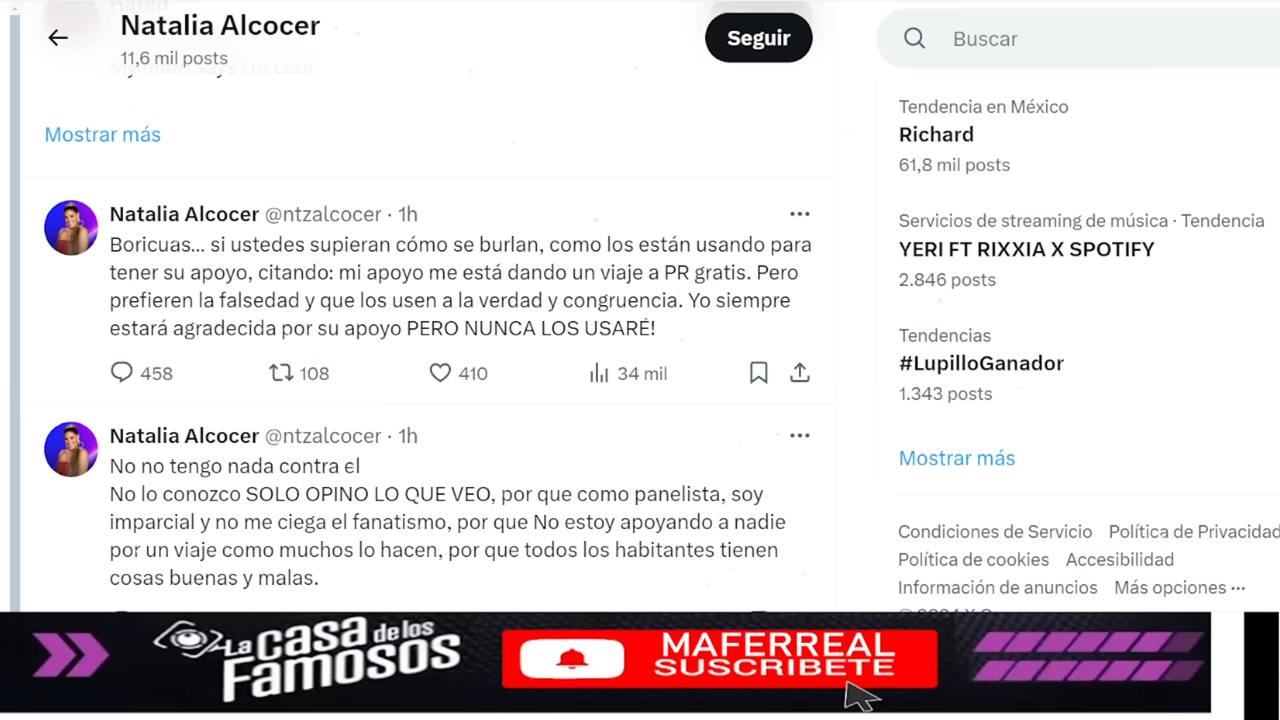 Hated
Natalia Alcocer
11,6 mil posts
My mom says I'm cool
Seguir
Mostrar más
Natalia Alcocer @ntzalcocer · 1h
Boricuas... si ustedes supieran cómo se burlan, como los están usando para
tener su apoyo, citando: mi apoyo me está dando un viaje a PR gratis. Pero
prefieren la falsedad y que los usen a la verdad y congruencia. Yo siempre
estará agradecida por su apoyo PERO NUNCA LOS USARÉ!
458 108 410 34 mil
Natalia Alcocer @ntzalcocer · 1h
No no tengo nada contra el
No lo conozco SOLO OPINO LO QUE VEO, por que como panelista, soy
imparcial y no me ciega el fanatismo, por que No estoy apoyando a nadie
por un viaje como muchos lo hacen, por que todos los habitantes tienen
cosas buenas y malas.
Buscar
Tendencia en México
Richard
61,8 mil posts
Servicios de streaming de música · Tendencia
YERI FT RIXXIA X SPOTIFY
2.846 posts
Tendencias
#LupilloGanador
1.343 posts
Mostrar más
Condiciones de Servicio Política de Privacidad
Política de cookies Accesibilidad
Información de anuncios Más opciones ···
LA CASA de los
FAMOSOS
MAFERREAL
SUSCRIBETE